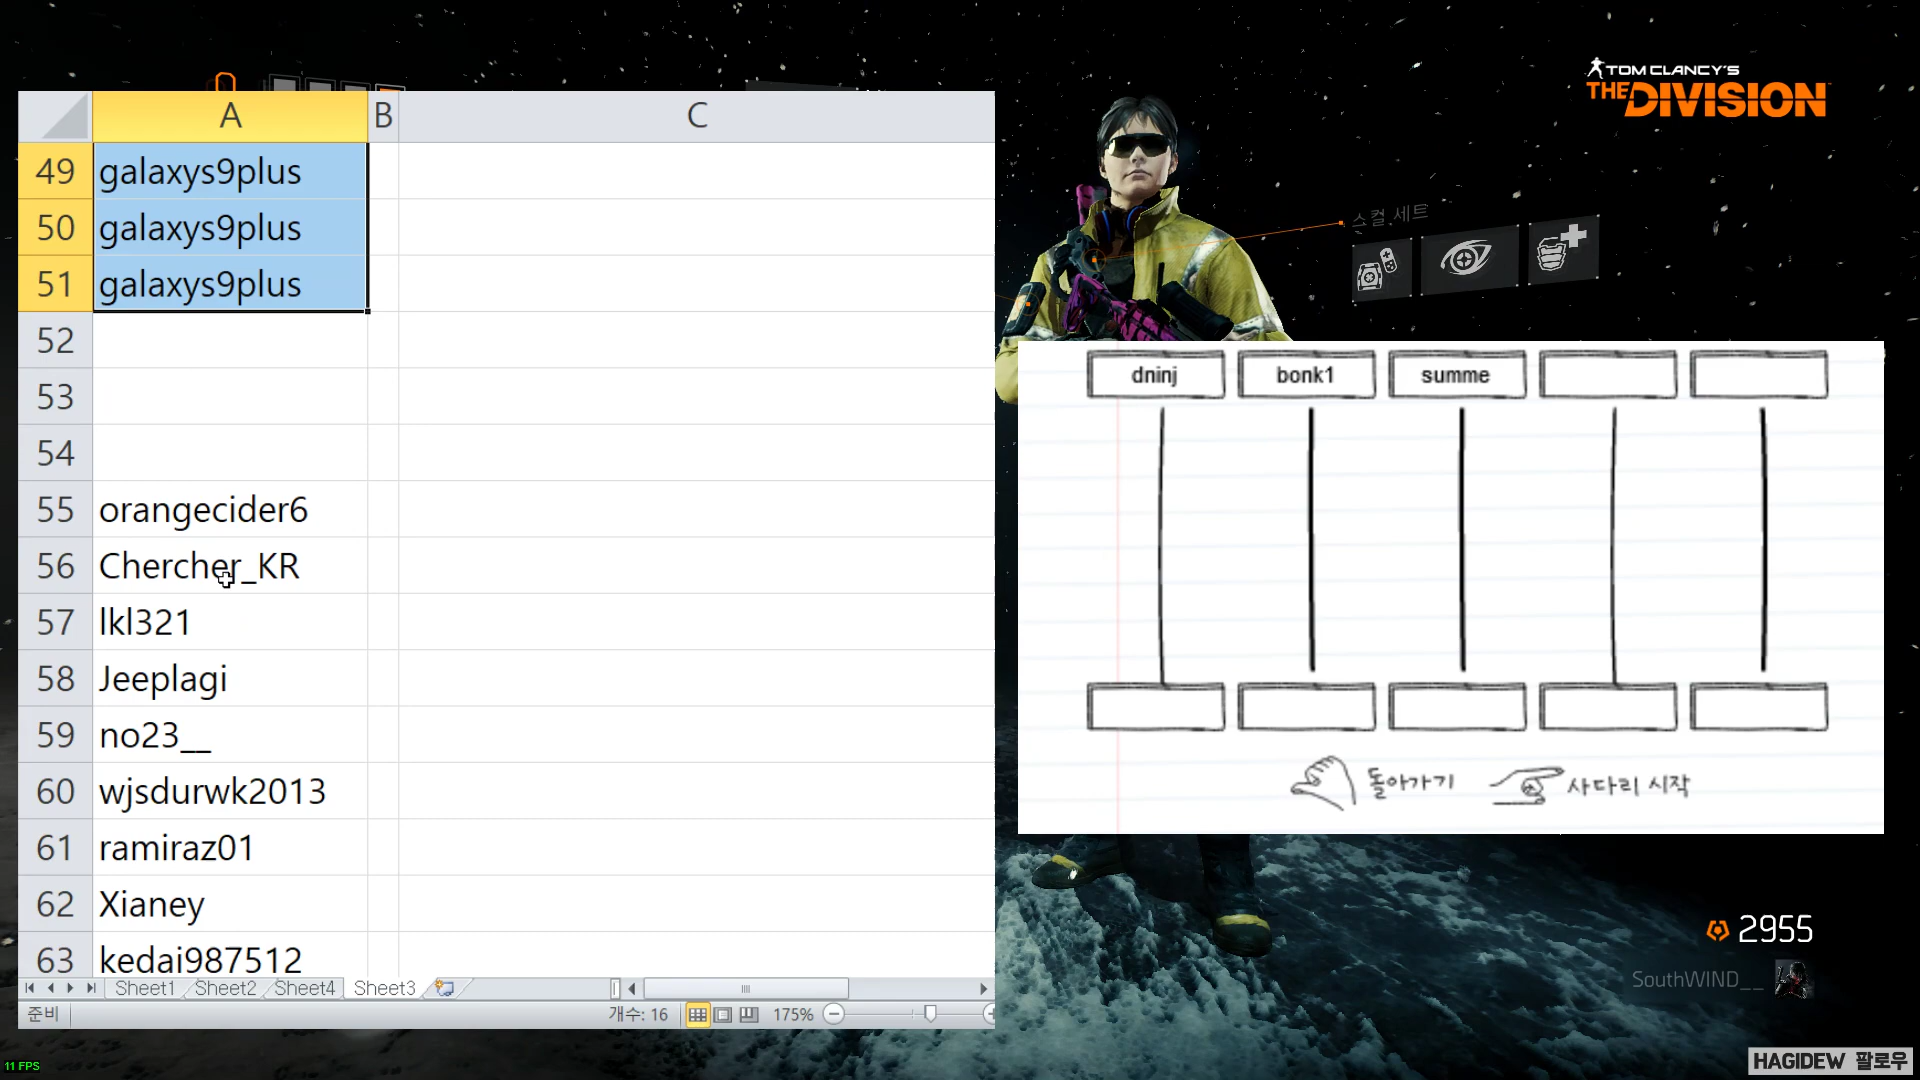 TOM CLANCY'S
THE DIVISION
A B C
49 galaxys9plus
50 galaxys9plus
51 galaxys9plus
52
53
54
55 orangecider6
56 Chercher_KR
57 lkl321
58 Jeeplagi
59 no23__
60 wjsdurwk2013
61 ramiraz01
62 Xianey
63 kedai987512
Sheet1 Sheet2 Sheet4 Sheet3
준비 개수: 16 175%
스컬 세트
dninj bonk1 summe
돌아가기 사다리 시작
2955
SouthWIND__
11 FPS
HAGIDEW 팔로우